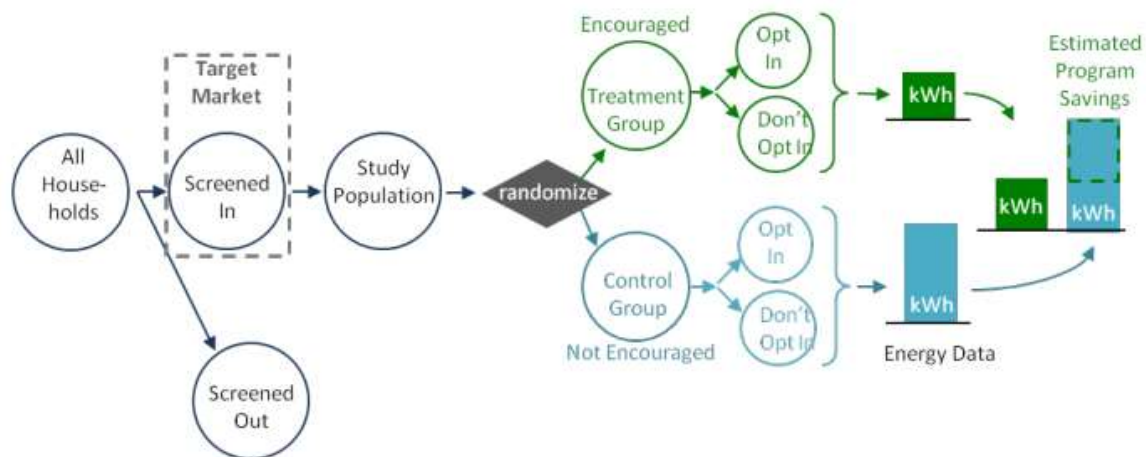 All
House-
holds
Target
Market
Screened
In
Screened
Out
Study
Population
randomize
Encouraged
Treatment
Group
Opt
In
Don't
Opt In
kWh
Control
Group
Not Encouraged
Opt
In
Don't
Opt In
kWh
Energy Data
Estimated
Program
Savings
kWh
kWh